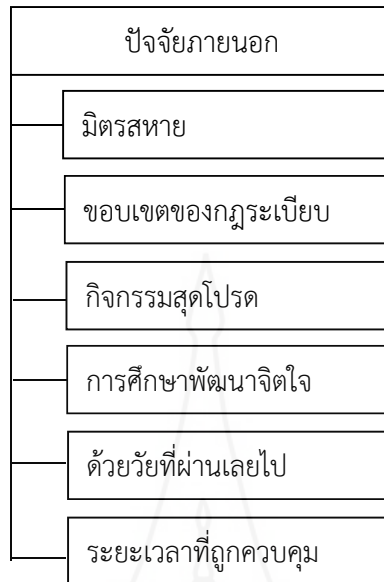 ปัจจัยภายนอก
มิตรสหาย
ขอบเขตของกฎระเบียบ
กิจกรรมสุดโปรด
การศึกษาพัฒนาจิตใจ
ด้วยวัยที่ผ่านเลยไป
ระยะเวลาที่ถูกควบคุม